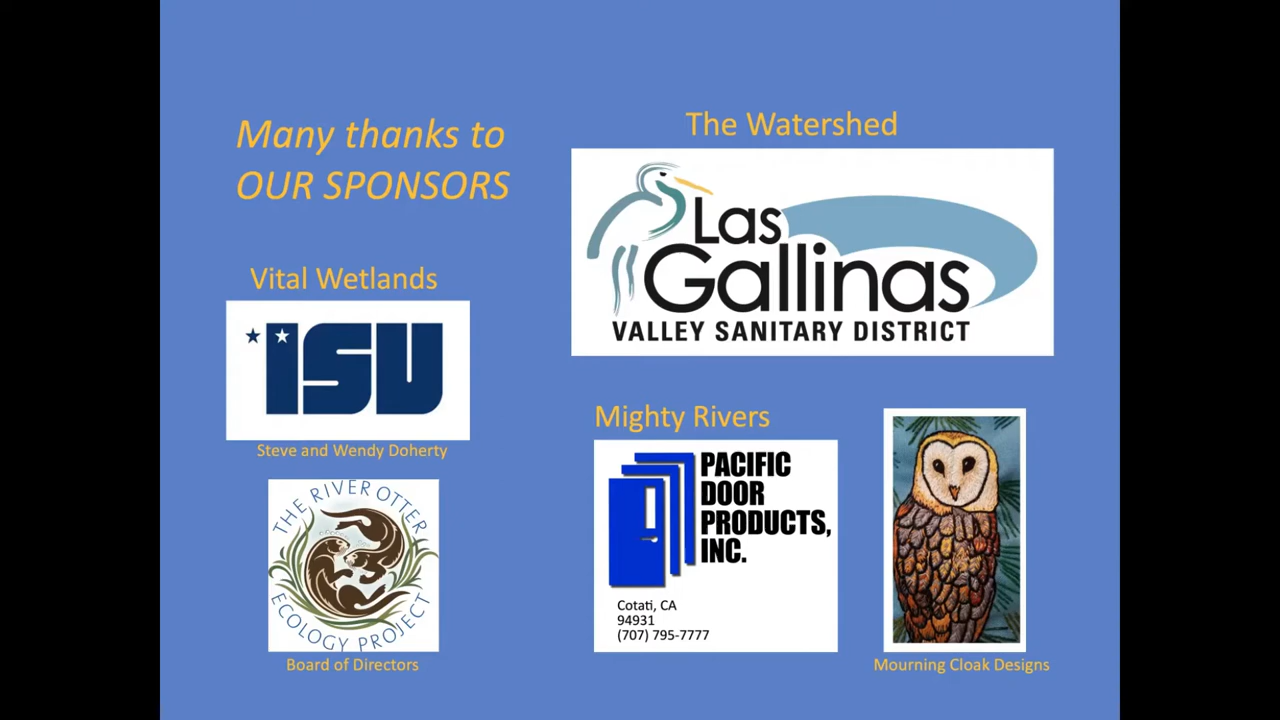 Many thanks to
OUR SPONSORS
The Watershed
Las
Gallinas
VALLEY SANITARY DISTRICT
Vital Wetlands
ISU
Steve and Wendy Doherty
THE RIVER OTTER
ECOLOGY PROJECT
Board of Directors
Mighty Rivers
PACIFIC
DOOR
PRODUCTS,
INC.
Cotati, CA
94931
(707) 795-7777
Mourning Cloak Designs